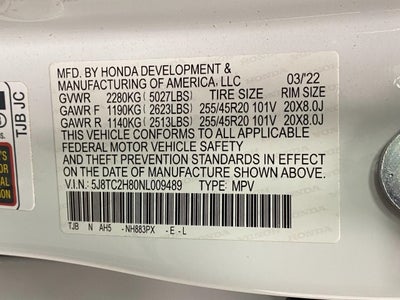 MFD. BY HONDA DEVELOPMENT &
MANUFACTURING OF AMERICA, LLC 03/'22
GVWR 2280KG (5027LBS) TIRE SIZE RIM SIZE
GAWR F 1190KG (2623LBS) 255/45R20 101V 20X8.0J
GAWR R 1140KG (2513LBS) 255/45R20 101V 20X8.0J
THIS VEHICLE CONFORMS TO ALL APPLICABLE
FEDERAL MOTOR VEHICLE SAFETY
AND THEFT PREVENTION STANDARDS IN EFFECT
ON THE DATE OF MANUFACTURE SHOWN ABOVE.
V.I.N.: 5J8TC2H80NL009489 TYPE: MPV
TJB N AH5 -NH883PX -E-L
TJB JC